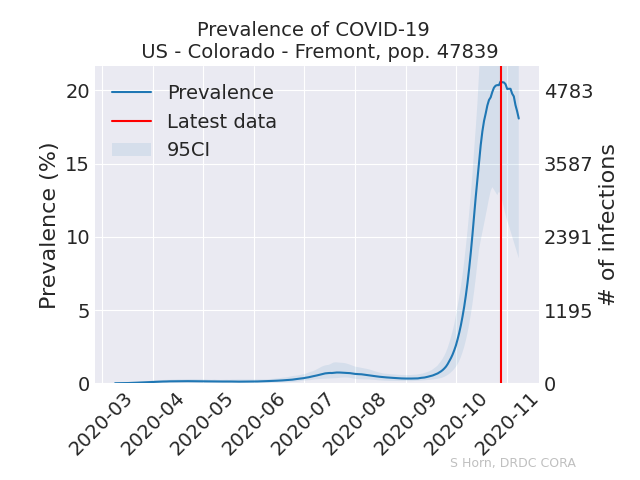 Prevalence of COVID-19
US - Colorado - Fremont, pop. 47839
Prevalence
Latest data
95CI
Prevalence (%)
20
15
10
5
0
4783
3587
2391
1195
0
# of infections
2020-03
2020-04
2020-05
2020-06
2020-07
2020-08
2020-09
2020-10
2020-11
S Horn, DRDC CORA